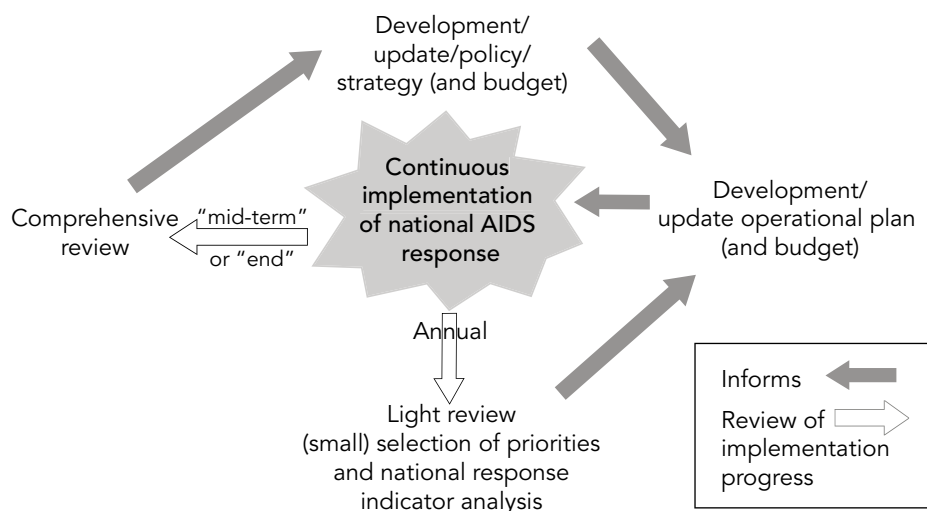 Development/
update/policy/
strategy (and budget)
Continuous
implementation
of national AIDS
response
Comprehensive
review
“mid-term”
or “end”
Development/
update operational plan
(and budget)
Annual
Light review
(small) selection of priorities
and national response
indicator analysis
Informs
Review of
implementation
progress